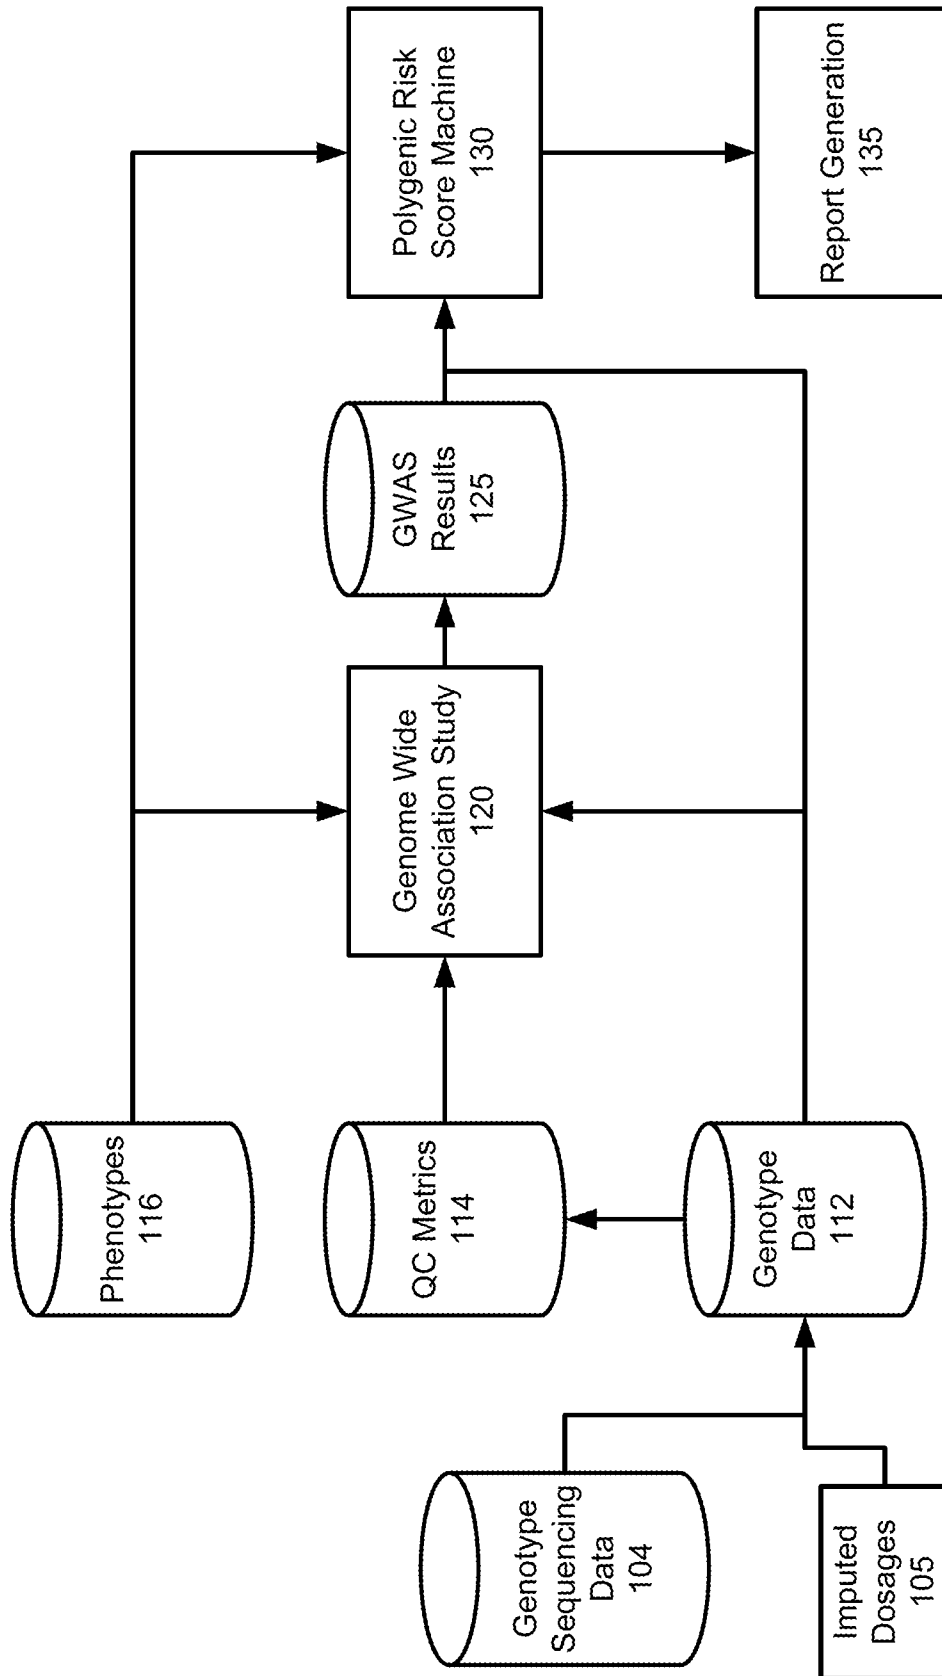 Phenotypes
116
QC Metrics
114
Genotype
Data
112
Genotype
Sequencing
Data
104
Imputed
Dosages
105
Genome Wide
Association Study
120
GWAS
Results
125
Polygenic Risk
Score Machine
130
Report Generation
135